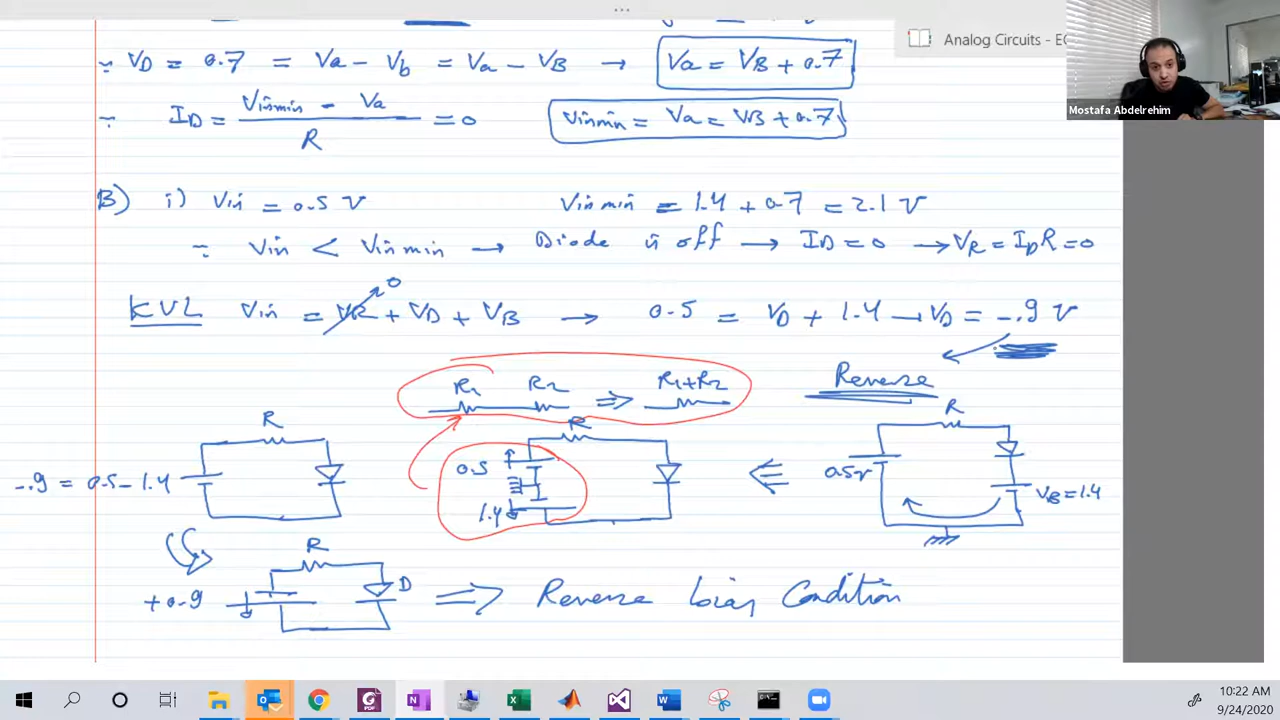 Analog Circuits - EC
Mostafa Abdelrehim
∵ VD = 0.7 = Va - Vb = Va - VB → Va = VB + 0.7
∵ ID = (Vinmin - Va) / R = 0 Vinmin = Va = VB + 0.7
B) i) Vin = 0.5 V Vin min = 1.4 + 0.7 = 2.1 V
∵ Vin < Vinmin → Diode is off → ID = 0 → VR = IDR = 0
KVL Vin = VR + VD + VB → 0.5 = VD + 1.4 → VD = -.9 V
0
Reverse
R1 R2 ⇒ R1+R2
R
R
R
-.9 = 0.5 - 1.4
0.5
1.4
⇐
0.5V
VB = 1.4
R
+0.9
D
⇒ Reverse bias Condition
10:22 AM
9/24/2020